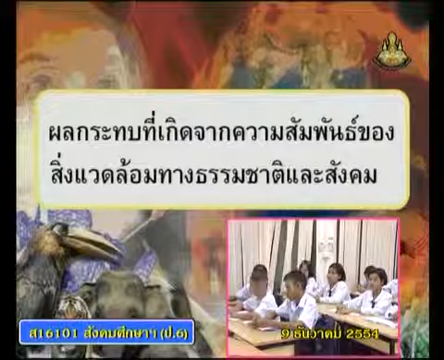 ผลกระทบที่เกิดจากความสัมพันธ์ของ
สิ่งแวดล้อมทางธรรมชาติและสังคม
ส16101 สังคมศึกษาฯ (ป.6)
9 ธันวาคม 2554